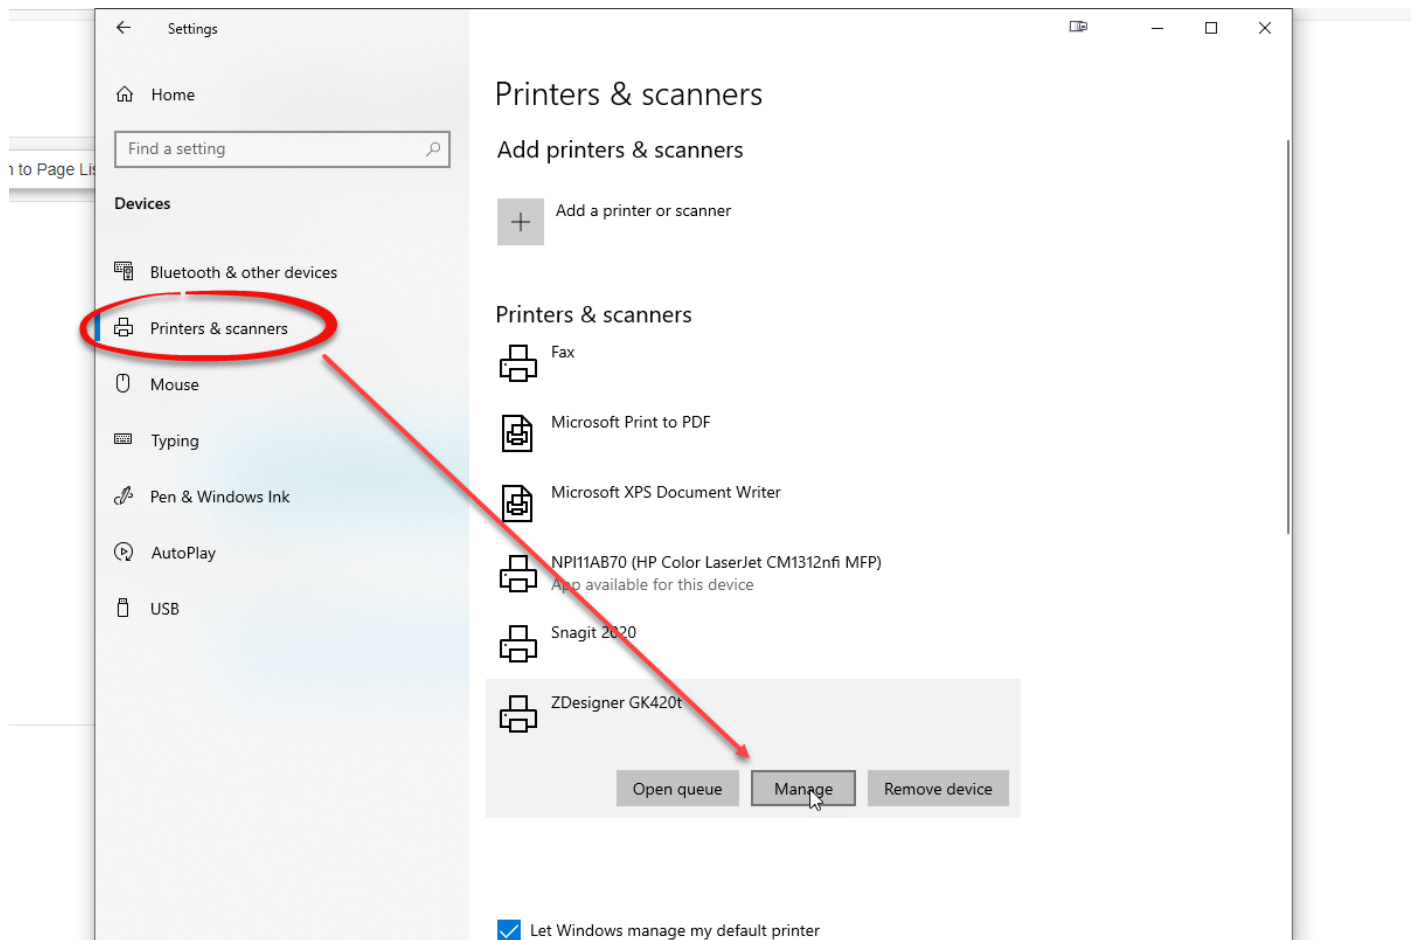 Settings
Home
Find a setting
n to Page Lis
Devices
Bluetooth & other devices
Printers & scanners
Mouse
Typing
Pen & Windows Ink
AutoPlay
USB
Printers & scanners
Add printers & scanners
Add a printer or scanner
Printers & scanners
Fax
Microsoft Print to PDF
Microsoft XPS Document Writer
NPI11AB70 (HP Color LaserJet CM1312nfi MFP)
App available for this device
Snagit 2020
ZDesigner GK420t
Open queue Manage Remove device
Let Windows manage my default printer